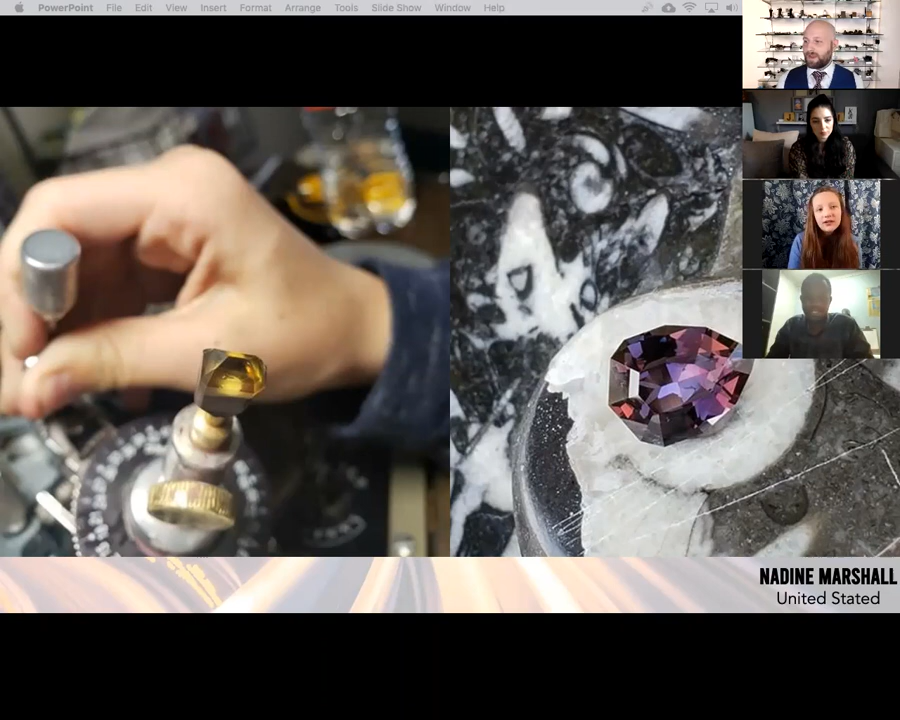 PowerPoint File Edit View Insert Format Arrange Tools Slide Show Window Help
NADINE MARSHALL
United Stated